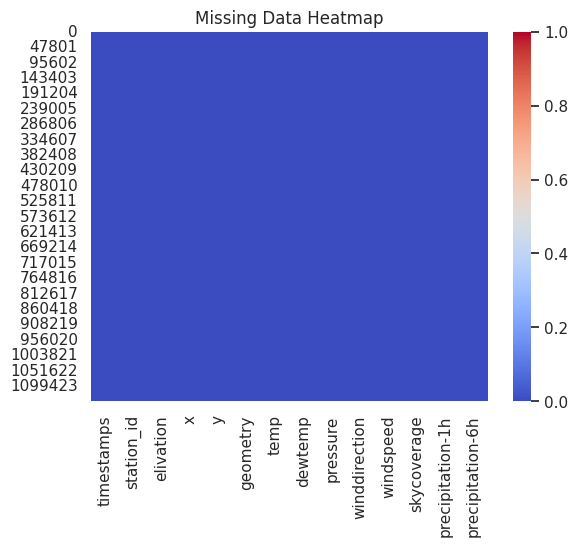 Missing Data Heatmap
0
47801
95602
143403
191204
239005
286806
334607
382408
430209
478010
525811
573612
621413
669214
717015
764816
812617
860418
908219
956020
1003821
1051622
1099423
timestamps
station_id
elivation
x
y
geometry
temp
dewtemp
pressure
winddirection
windspeed
skycoverage
precipitation-1h
precipitation-6h
1.0
0.8
0.6
0.4
0.2
0.0